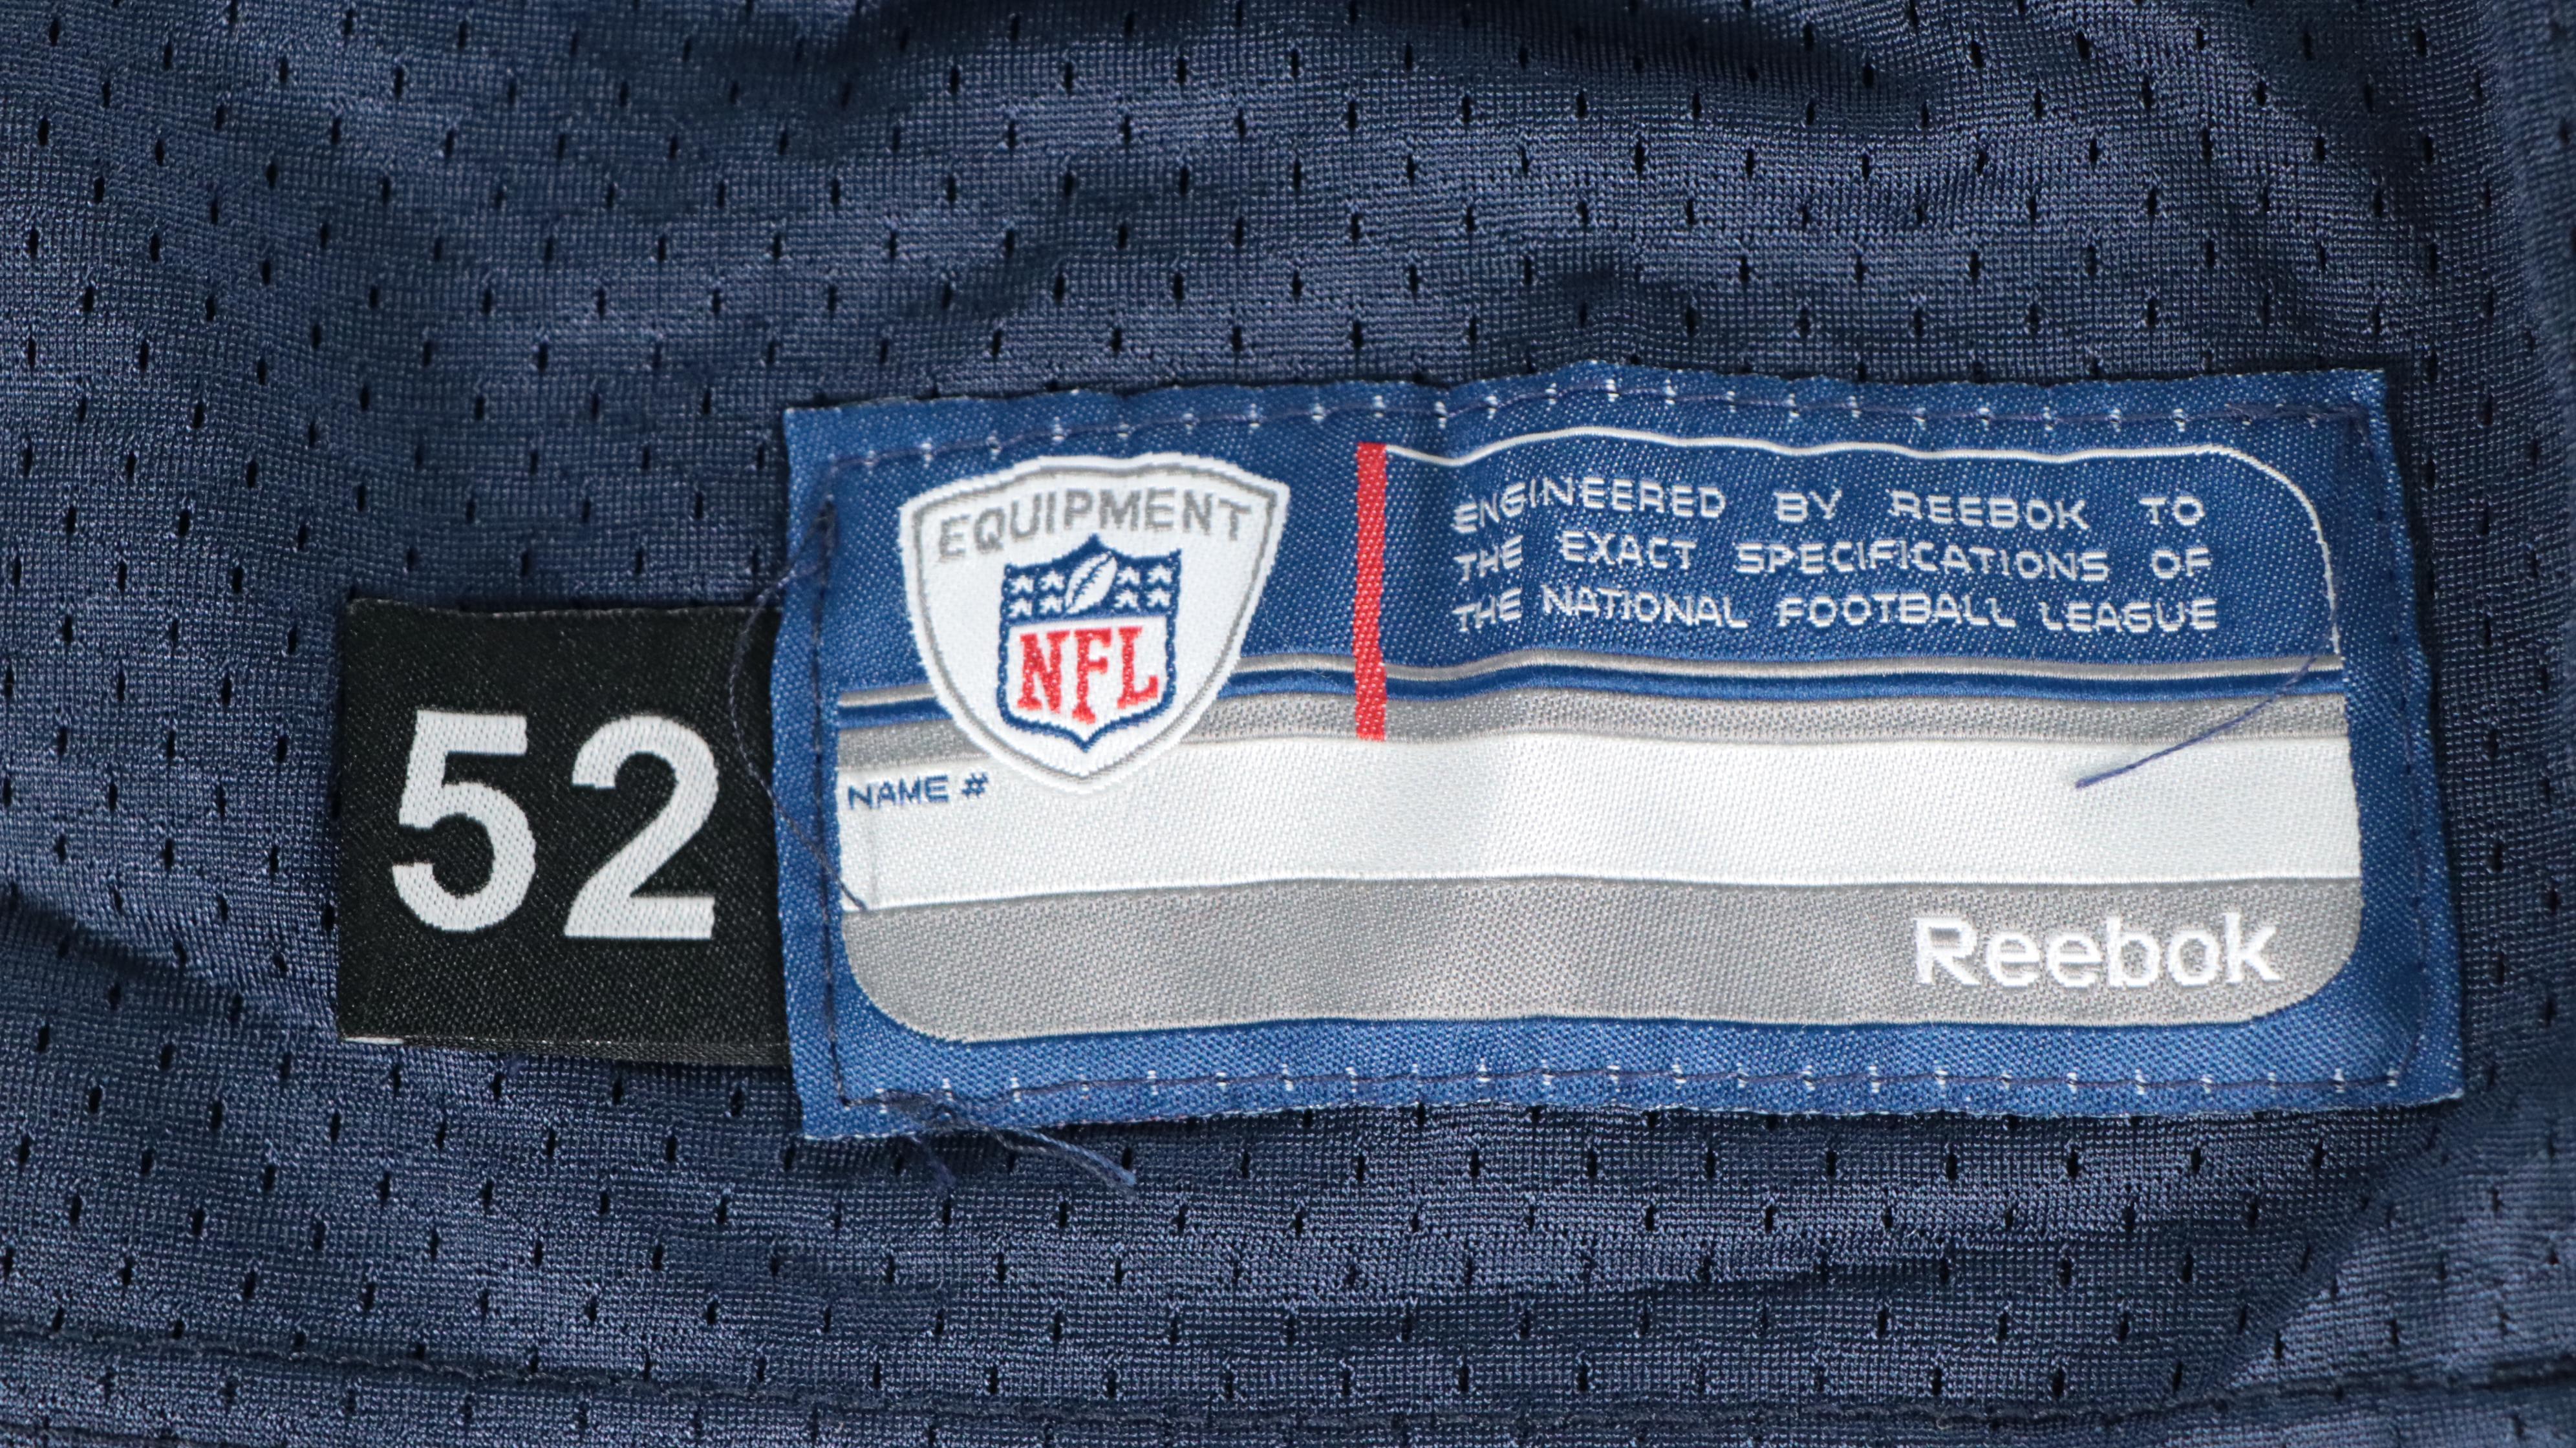 52
EQUIPMENT
NFL
ENGINEERED BY REEBOK TO
THE EXACT SPECIFICATIONS OF
THE NATIONAL FOOTBALL LEAGUE
NAME #
Reebok